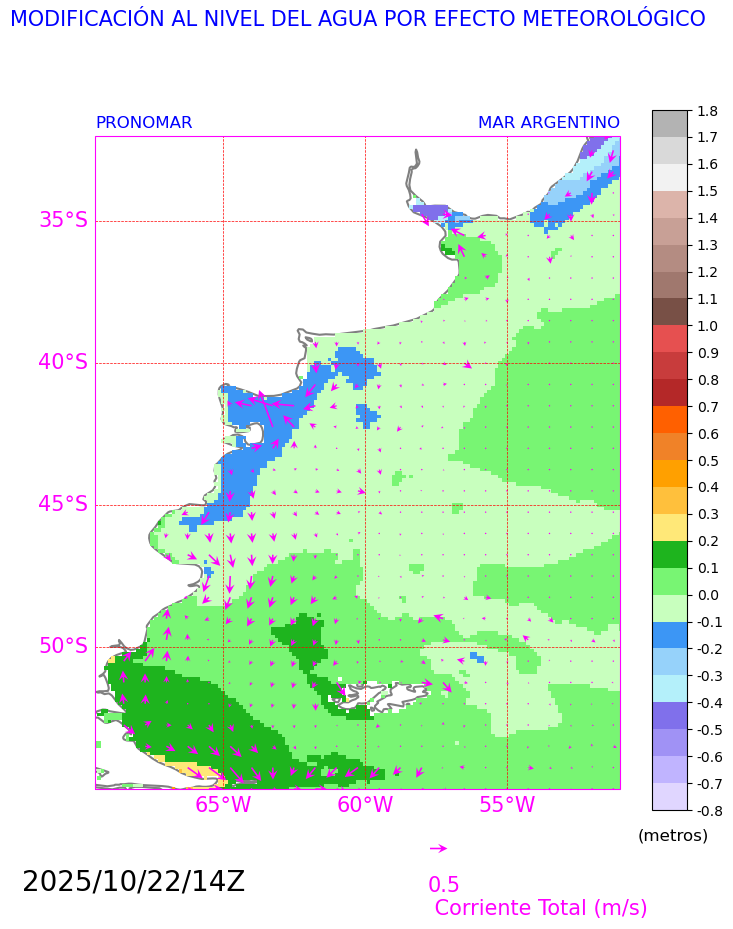 MODIFICACIÓN AL NIVEL DEL AGUA POR EFECTO METEOROLÓGICO
PRONOMAR MAR ARGENTINO
35°S
40°S
45°S
50°S
65°W 60°W 55°W
1.8
1.7
1.6
1.5
1.4
1.3
1.2
1.1
1.0
0.9
0.8
0.7
0.6
0.5
0.4
0.3
0.2
0.1
0.0
-0.1
-0.2
-0.3
-0.4
-0.5
-0.6
-0.7
-0.8
(metros)
2025/10/22/14Z
0.5
Corriente Total (m/s)